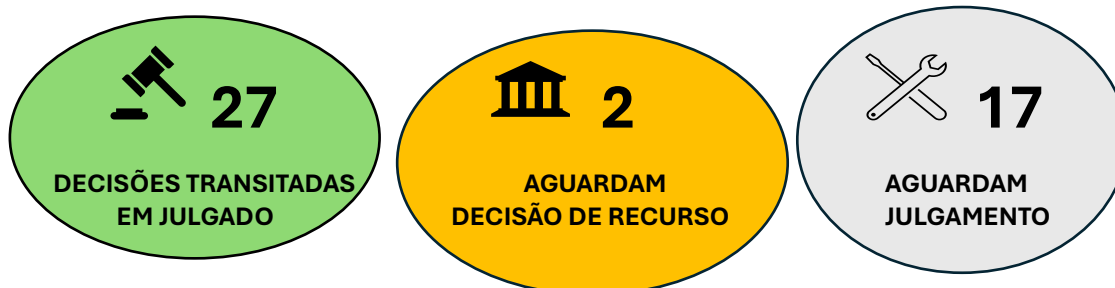 27
DECISÕES TRANSITADAS
EM JULGADO
2
AGUARDAM
DECISÃO DE RECURSO
17
AGUARDAM
JULGAMENTO